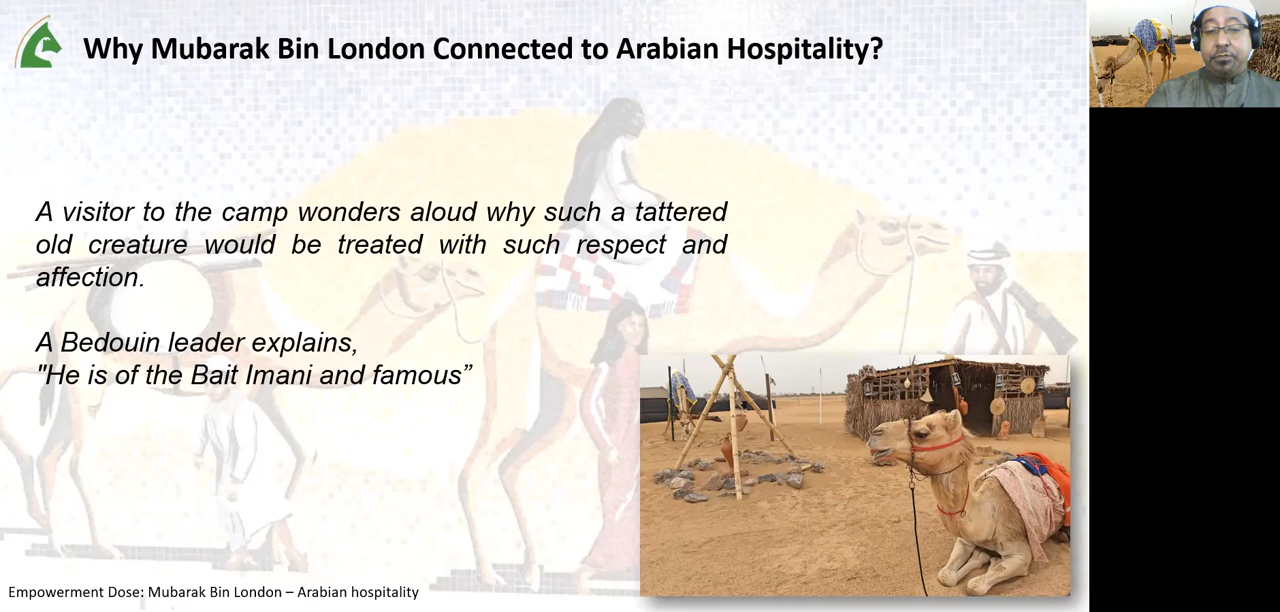 Why Mubarak Bin London Connected to Arabian Hospitality?
A visitor to the camp wonders aloud why such a tattered
old creature would be treated with such respect and
affection.
A Bedouin leader explains,
"He is of the Bait Imani and famous”
Empowerment Dose: Mubarak Bin London – Arabian hospitality